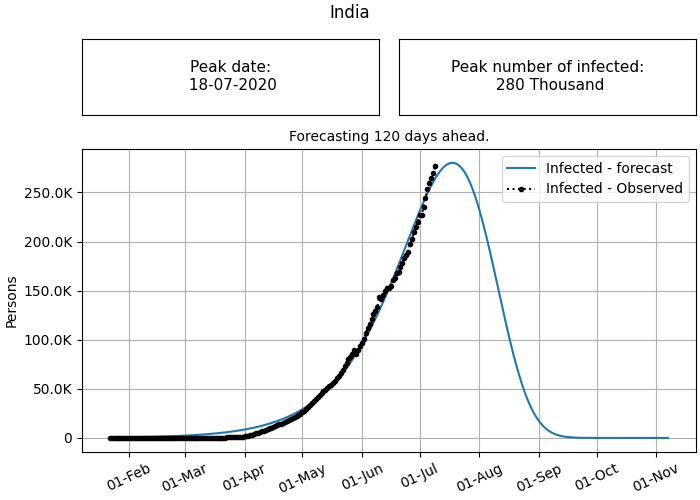 India
Peak date:
18-07-2020
Peak number of infected:
280 Thousand
Forecasting 120 days ahead.
Infected - forecast
Infected - Observed
250.0K
200.0K
150.0K
100.0K
50.0K
0
Persons
01-Feb
01-Mar
01-Apr
01-May
01-Jun
01-Jul
01-Aug
01-Sep
01-Oct
01-Nov